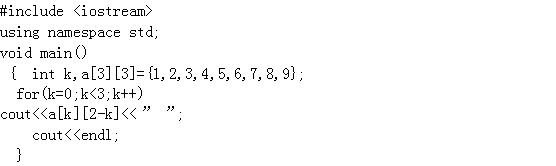 #include <iostream>
using namespace std;
void main()
{ int k,a[3][3]={1,2,3,4,5,6,7,8,9};
for(k=0;k<3;k++)
cout<<a[k][2-k]<<” ”;
cout<<endl;
}